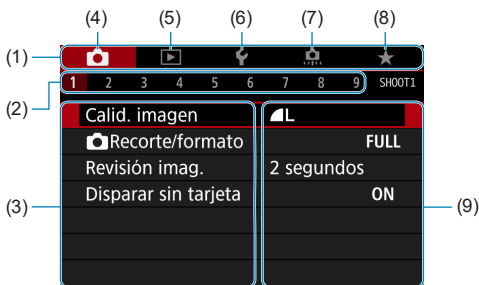 (4) (5) (6) (7) (8)
(1)
(2) 1 2 3 4 5 6 7 8 9 SHOOT1
Calid. imagen L
Recorte/formato FULL
Revisión imag. 2 segundos
(3) Disparar sin tarjeta ON (9)